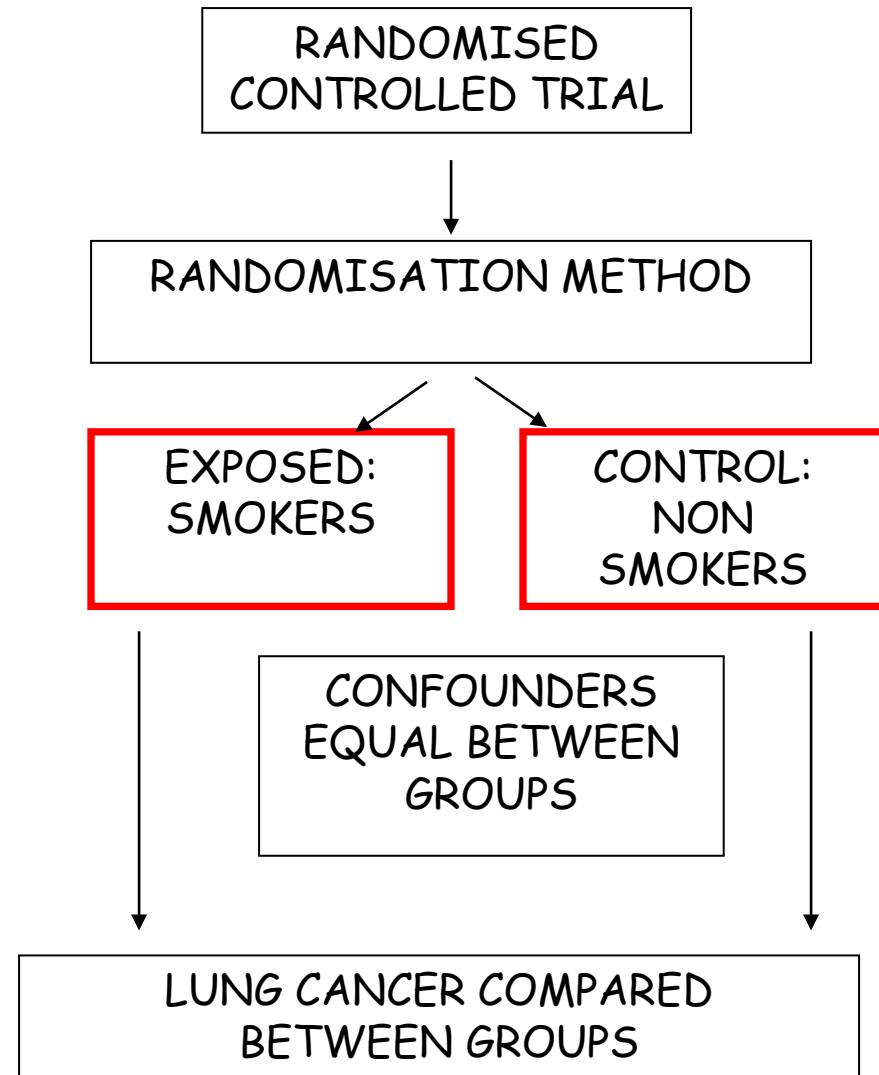 RANDOMISED
CONTROLLED TRIAL
RANDOMISATION METHOD
EXPOSED:
SMOKERS
CONTROL:
NON
SMOKERS
CONFOUNDERS
EQUAL BETWEEN
GROUPS
LUNG CANCER COMPARED
BETWEEN GROUPS